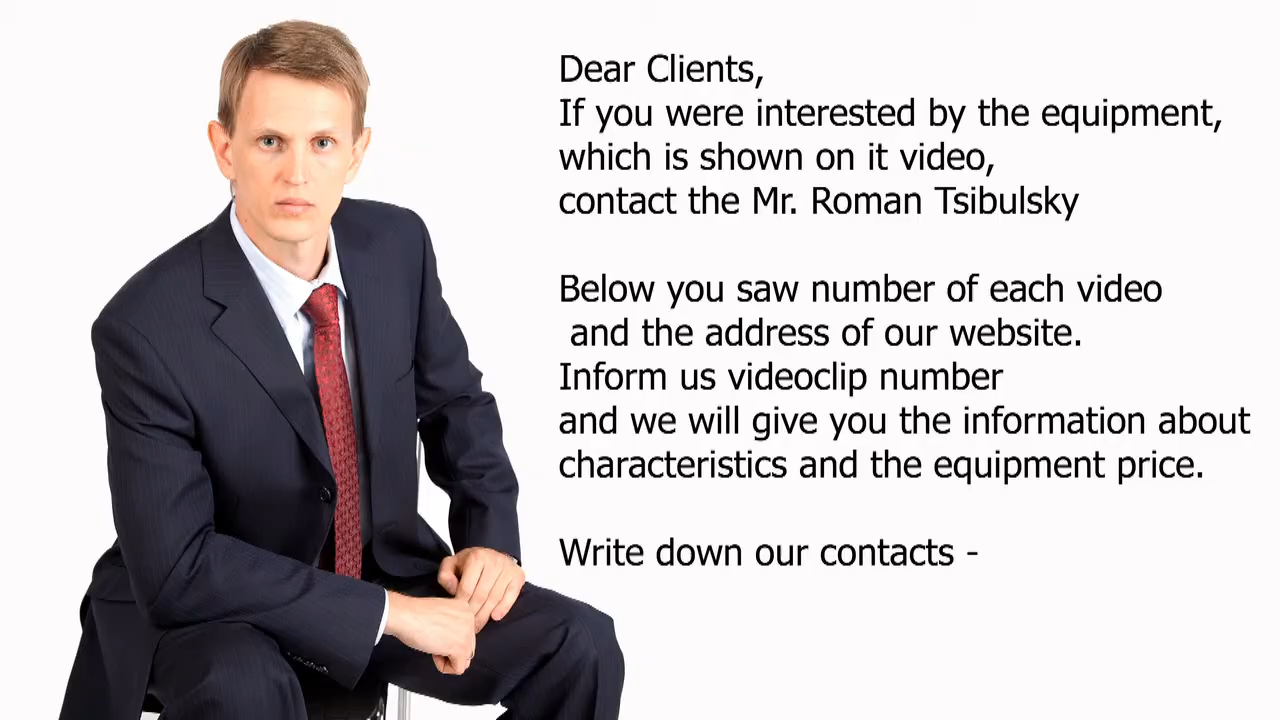 Dear Clients,
If you were interested by the equipment,
which is shown on it video,
contact the Mr. Roman Tsibulsky
Below you saw number of each video
and the address of our website.
Inform us videoclip number
and we will give you the information about
characteristics and the equipment price.
Write down our contacts -